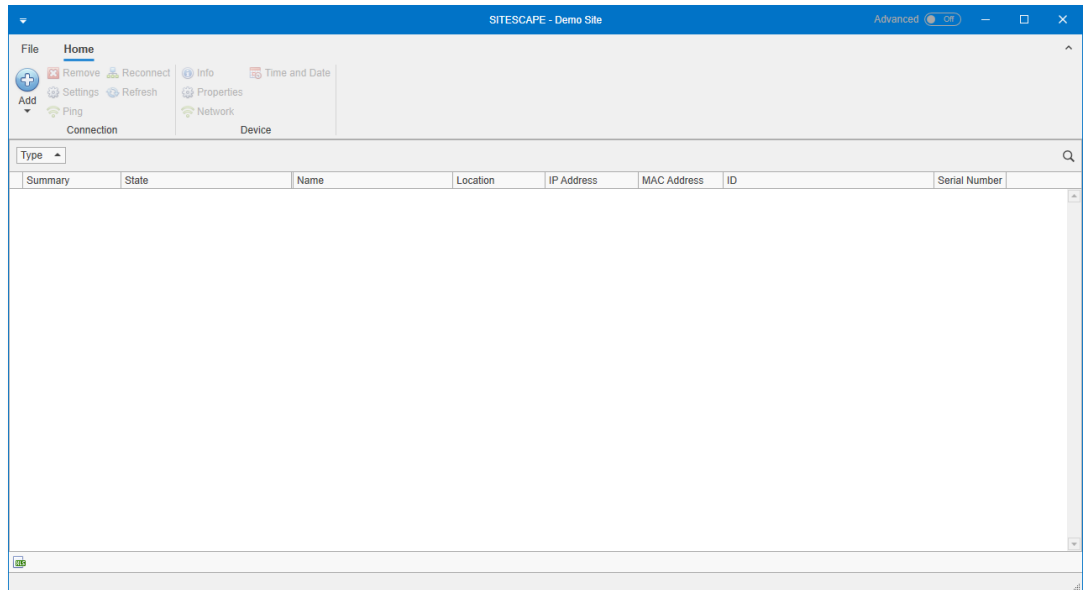 SITESCAPE - Demo Site
Advanced Off
File Home
Add
Remove Reconnect Info Time and Date
Settings Refresh Properties
Ping Network
Connection Device
Type
Summary State Name Location IP Address MAC Address ID Serial Number